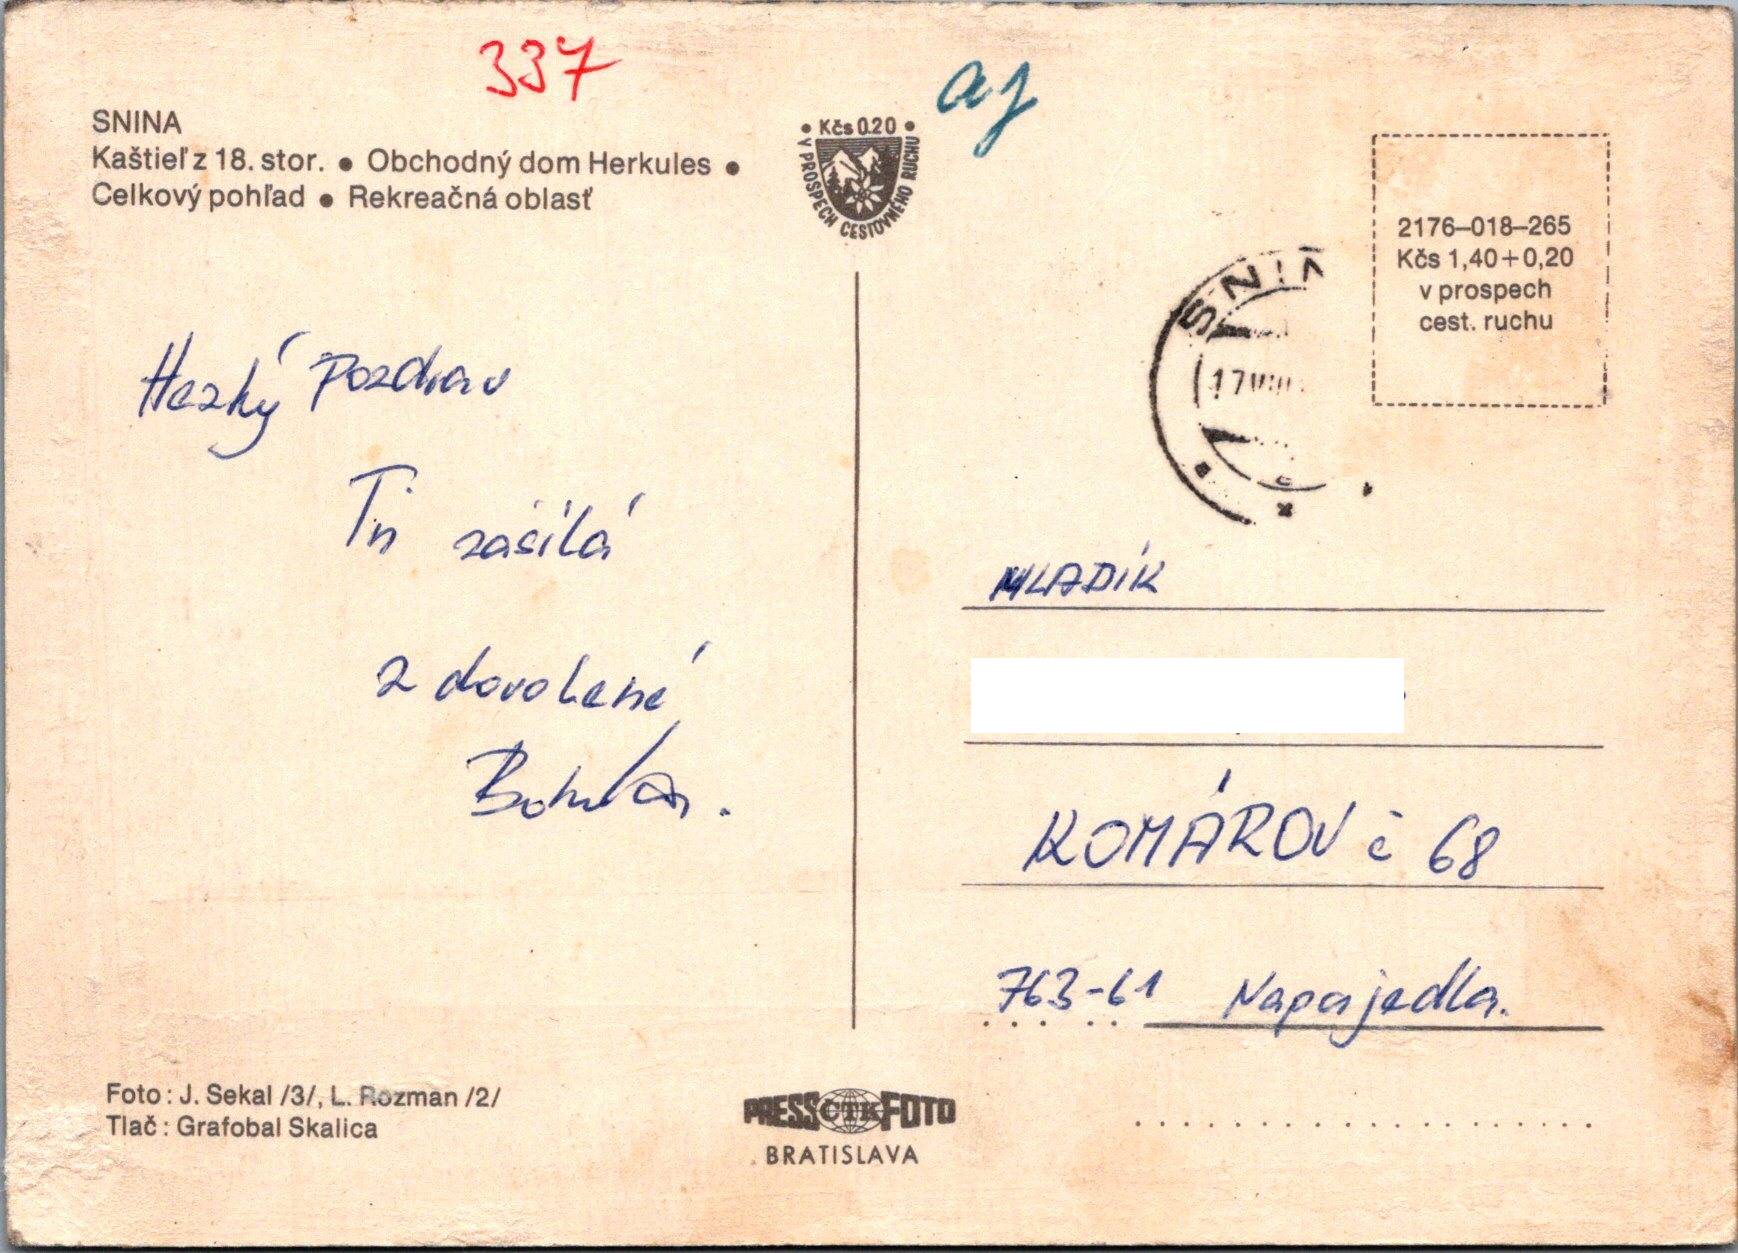 337
aj
SNINA
Kaštieľ z 18. stor. ● Obchodný dom Herkules ●
Celkový pohľad ● Rekreačná oblasť
• Kčs 0.20 •
V PROSPECH CESTOVNÉHO RUCHU
2176–018–265
Kčs 1,40+0,20
v prospech
cest. ruchu
SNINA
17
Hezký Pozdrav
Ti zasílá
z dovolené
MLADÍK
KOMÁROV č 68
763-61 Napajedla.
Foto: J. Sekal /3/, L. Rozman /2/
Tlač: Grafobal Skalica
PRESS ČTK FOTO
BRATISLAVA